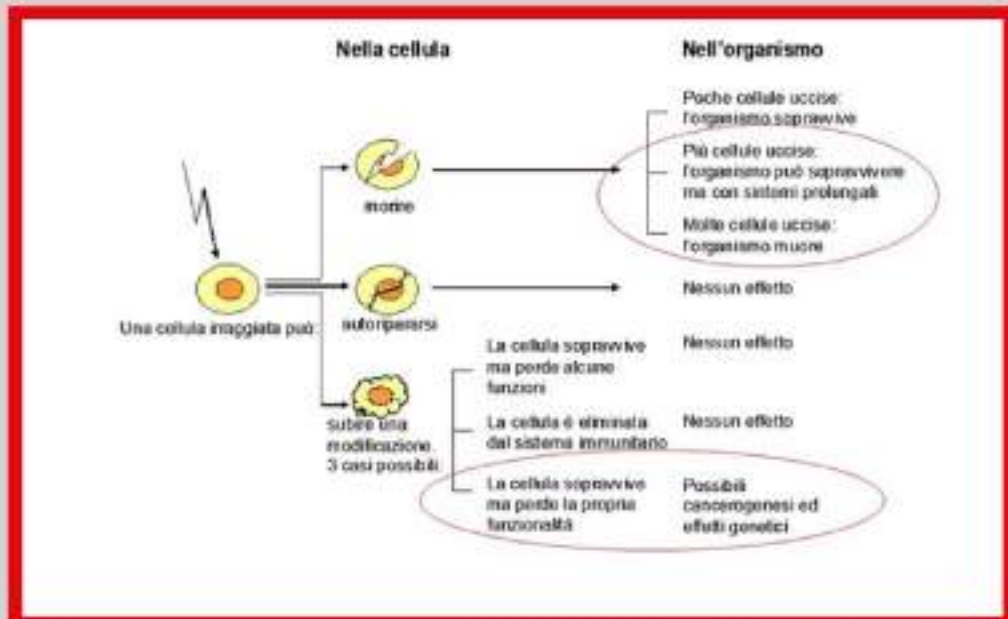 Nella cellula
Nell'organismo
Poche cellule uccise:
l'organismo sopravvive
Più cellule uccise:
l'organismo può sopravvivere
ma con sintomi prolungati
Molte cellule uccise:
l'organismo muore
morire
Una cellula irraggiata può:
autoripararsi
Nessun effetto
subire una
modificazione.
3 casi possibili
La cellula sopravvive
ma perde alcune
funzioni
Nessun effetto
La cellula é eliminata
dal sistema immunitario
Nessun effetto
La cellula sopravvive
ma perde la propria
funzionalità
Possibili
cancerogenesi ed
effetti genetici